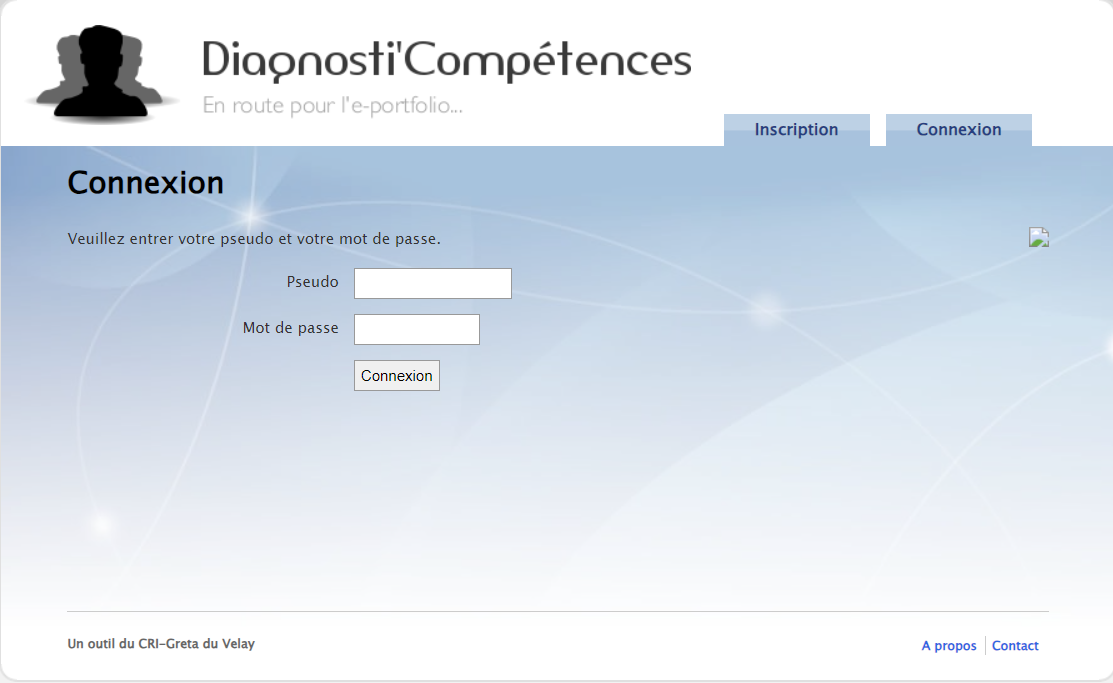 Diagnosti'Compétences
En route pour l'e-portfolio...
Inscription
Connexion
Connexion
Veuillez entrer votre pseudo et votre mot de passe.
Pseudo
Mot de passe
Connexion
Un outil du CRI-Greta du Velay
A propos
Contact